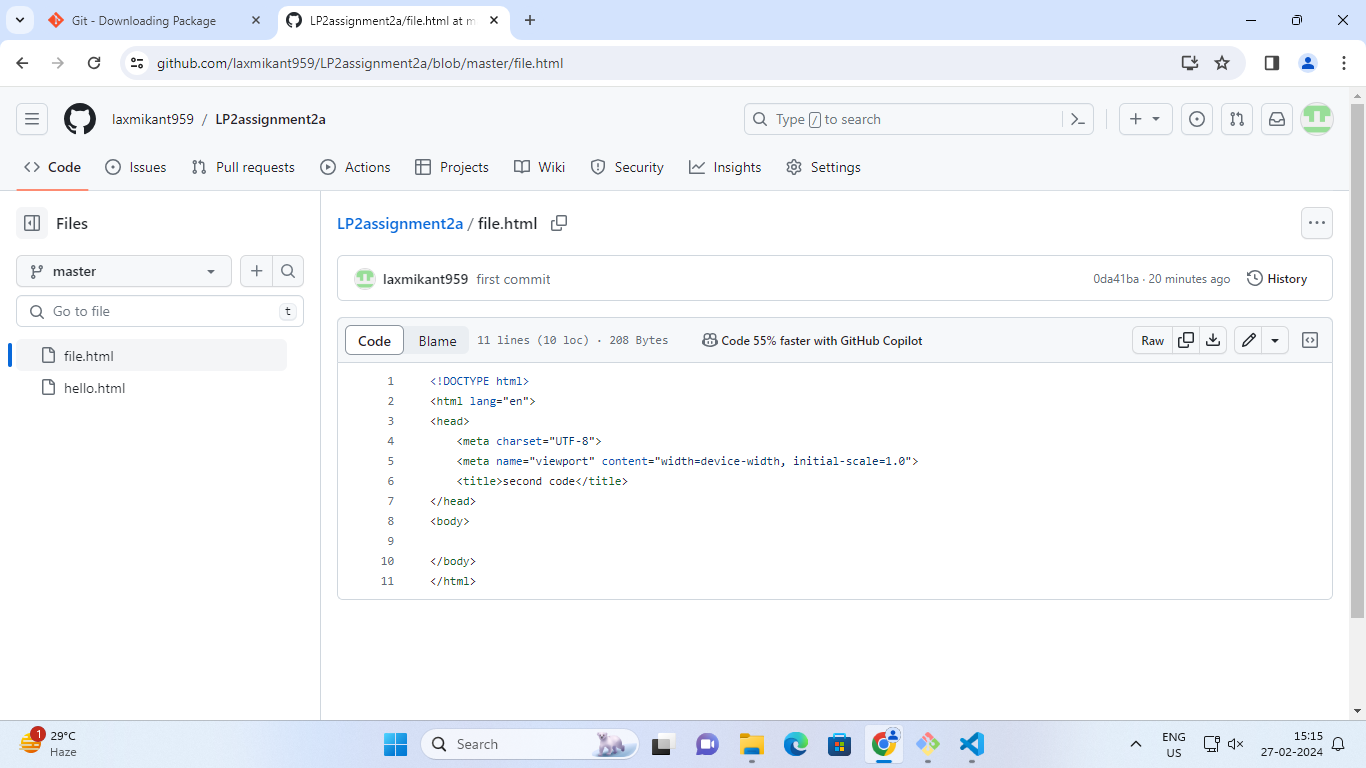 Git - Downloading Package
LP2assignment2a/file.html at m
github.com/laxmikant959/LP2assignment2a/blob/master/file.html
laxmikant959 / LP2assignment2a
Type / to search
Code Issues Pull requests Actions Projects Wiki Security Insights Settings
Files
master
Go to file t
file.html
hello.html
LP2assignment2a / file.html
laxmikant959 first commit 0da41ba · 20 minutes ago History
Code Blame 11 lines (10 loc) · 208 Bytes Code 55% faster with GitHub Copilot Raw
1 <!DOCTYPE html>
2 <html lang="en">
3 <head>
4     <meta charset="UTF-8">
5     <meta name="viewport" content="width=device-width, initial-scale=1.0">
6     <title>second code</title>
7 </head>
8 <body>
9
10 </body>
11 </html>
1
29°C
Haze
Search
ENG
US
15:15
27-02-2024